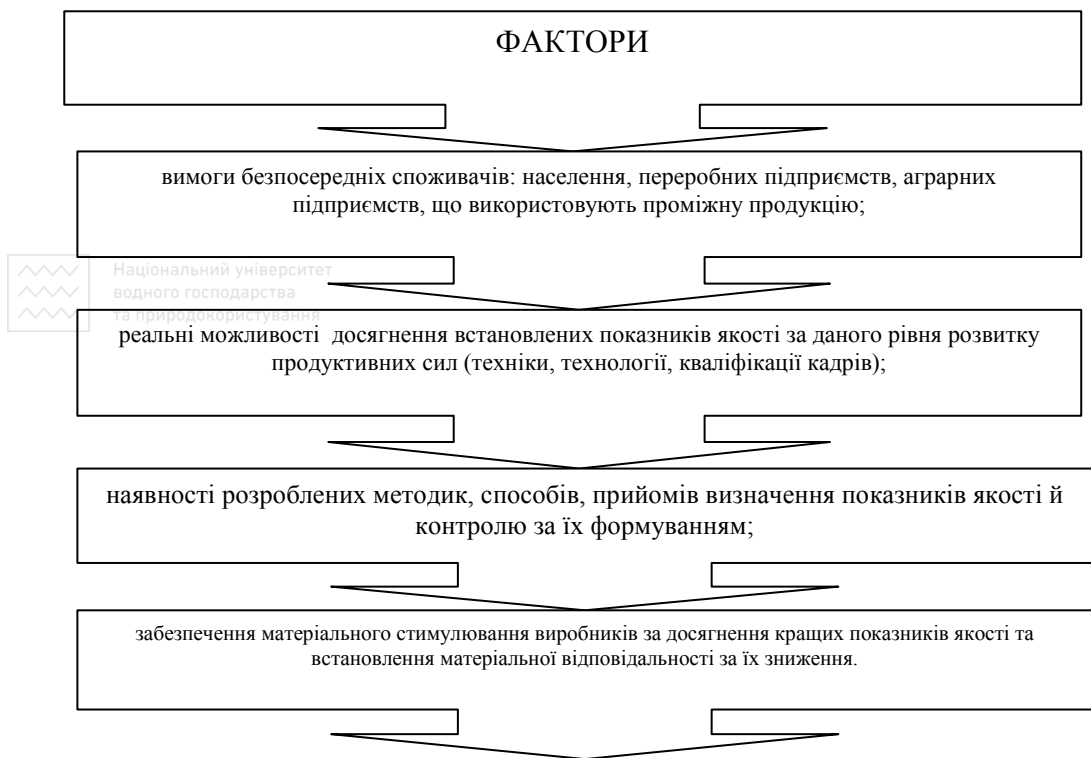 ФАКТОРИ
вимоги безпосередніх споживачів: населення, переробних підприємств, аграрних
підприємств, що використовують проміжну продукцію;
Національний університет
водного господарства
та природокористування
реальні можливості досягнення встановлених показників якості за даного рівня розвитку
продуктивних сил (техніки, технології, кваліфікації кадрів);
наявності розроблених методик, способів, прийомів визначення показників якості й
контролю за їх формуванням;
забезпечення матеріального стимулювання виробників за досягнення кращих показників якості та
встановлення матеріальної відповідальності за їх зниження.